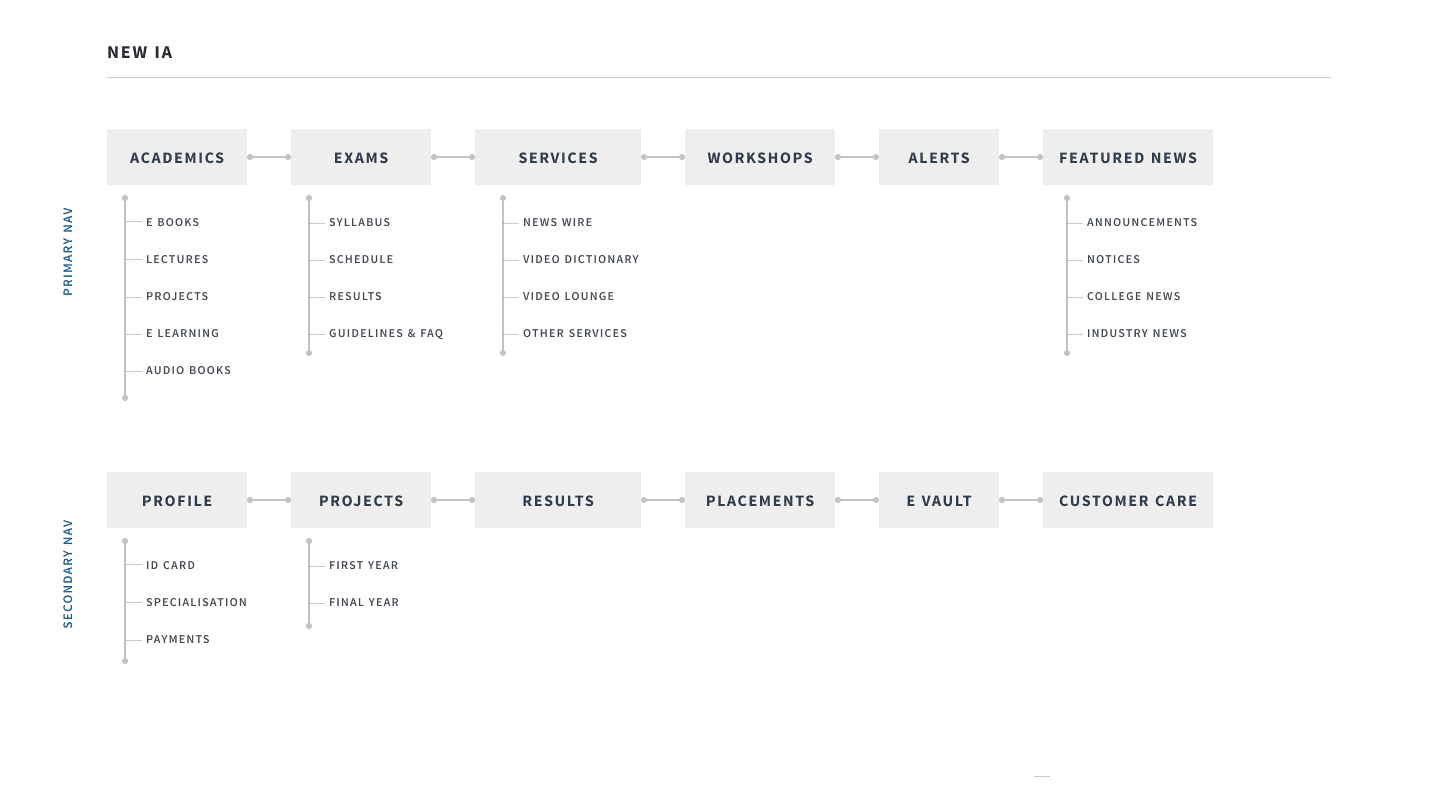 NEW IA
PRIMARY NAV
ACADEMICS
E BOOKS
LECTURES
PROJECTS
E LEARNING
AUDIO BOOKS
EXAMS
SYLLABUS
SCHEDULE
RESULTS
GUIDELINES & FAQ
SERVICES
NEWS WIRE
VIDEO DICTIONARY
VIDEO LOUNGE
OTHER SERVICES
WORKSHOPS
ALERTS
FEATURED NEWS
ANNOUNCEMENTS
NOTICES
COLLEGE NEWS
INDUSTRY NEWS
SECONDARY NAV
PROFILE
ID CARD
SPECIALISATION
PAYMENTS
PROJECTS
FIRST YEAR
FINAL YEAR
RESULTS
PLACEMENTS
E VAULT
CUSTOMER CARE